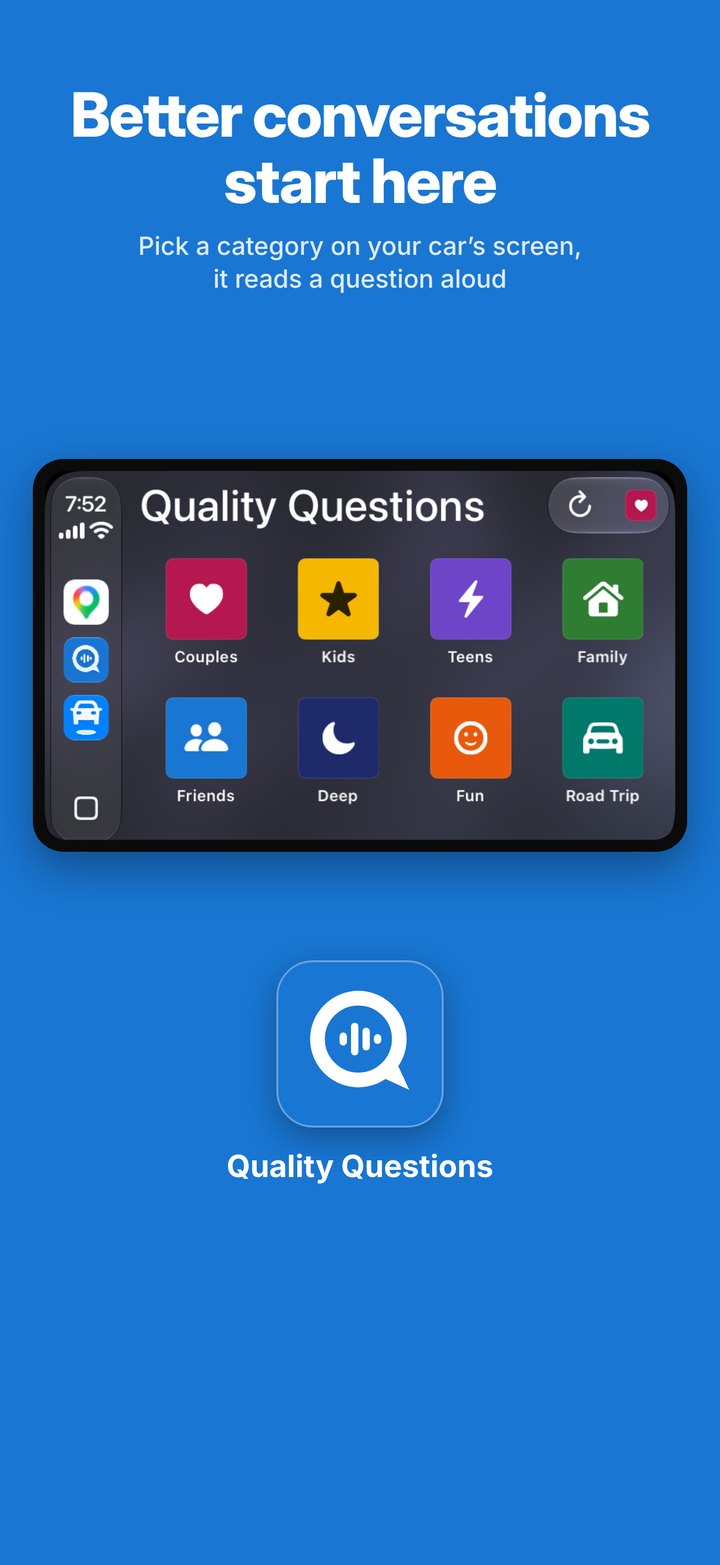 Better conversations
start here
Pick a category on your car’s screen,
it reads a question aloud
7:52
Quality Questions
Couples
Kids
Teens
Family
Friends
Deep
Fun
Road Trip
Quality Questions